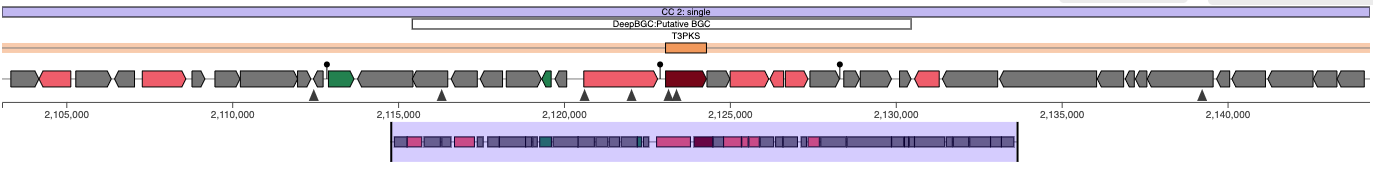 CC 2: single
DeepBGC:Putative BGC
T3PKS
2,105,000 2,110,000 2,115,000 2,120,000 2,125,000 2,130,000 2,135,000 2,140,000